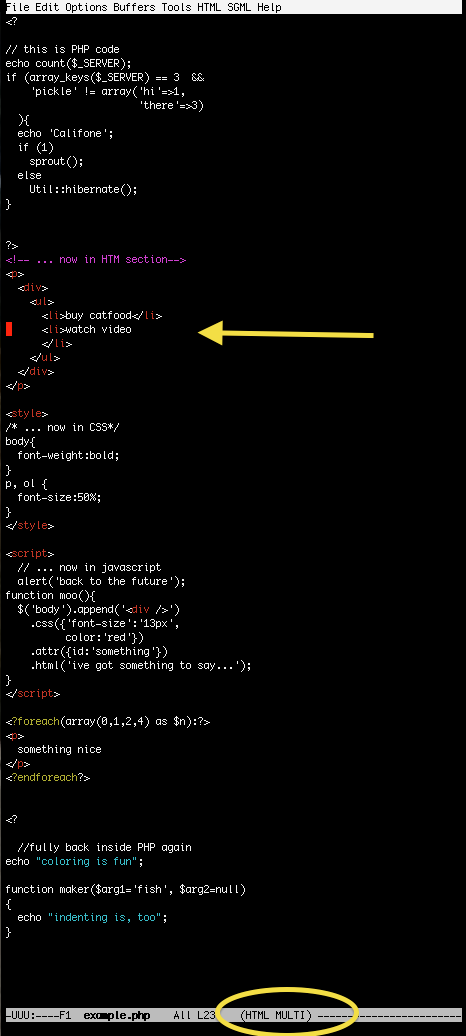 File Edit Options Buffers Tools HTML SGML Help
<?
// this is PHP code
echo count($_SERVER);
if (array_keys($_SERVER) == 3  &&
    'pickle' != array('hi'=>1,
                      'there'=>3)
  ){
  echo 'Califone';
  if (1)
    sprout();
  else
    Util::hibernate();
}
?>
<!-- ... now in HTM section-->
<p>
  <div>
    <ul>
      <li>buy catfood</li>
      <li>watch video
      </li>
    </ul>
  </div>
</p>
<style>
/* ... now in CSS*/
body{
  font-weight:bold;
}
p, ol {
  font-size:50%;
}
</style>
<script>
  // ... now in javascript
  alert('back to the future');
function moo(){
  $('body').append('<div />')
    .css({'font-size':'13px',
          color:'red'})
    .attr({id:'something'})
    .html('ive got something to say...');
}
</script>
<?foreach(array(0,1,2,4) as $n):?>
<p>
  something nice
</p>
<?endforeach?>
<?
  //fully back inside PHP again
echo "coloring is fun";
function maker($arg1='fish', $arg2=null)
{
  echo "indenting is, too";
}
-UUU:----F1  example.php    All L23    (HTML MULTI) ------------------------